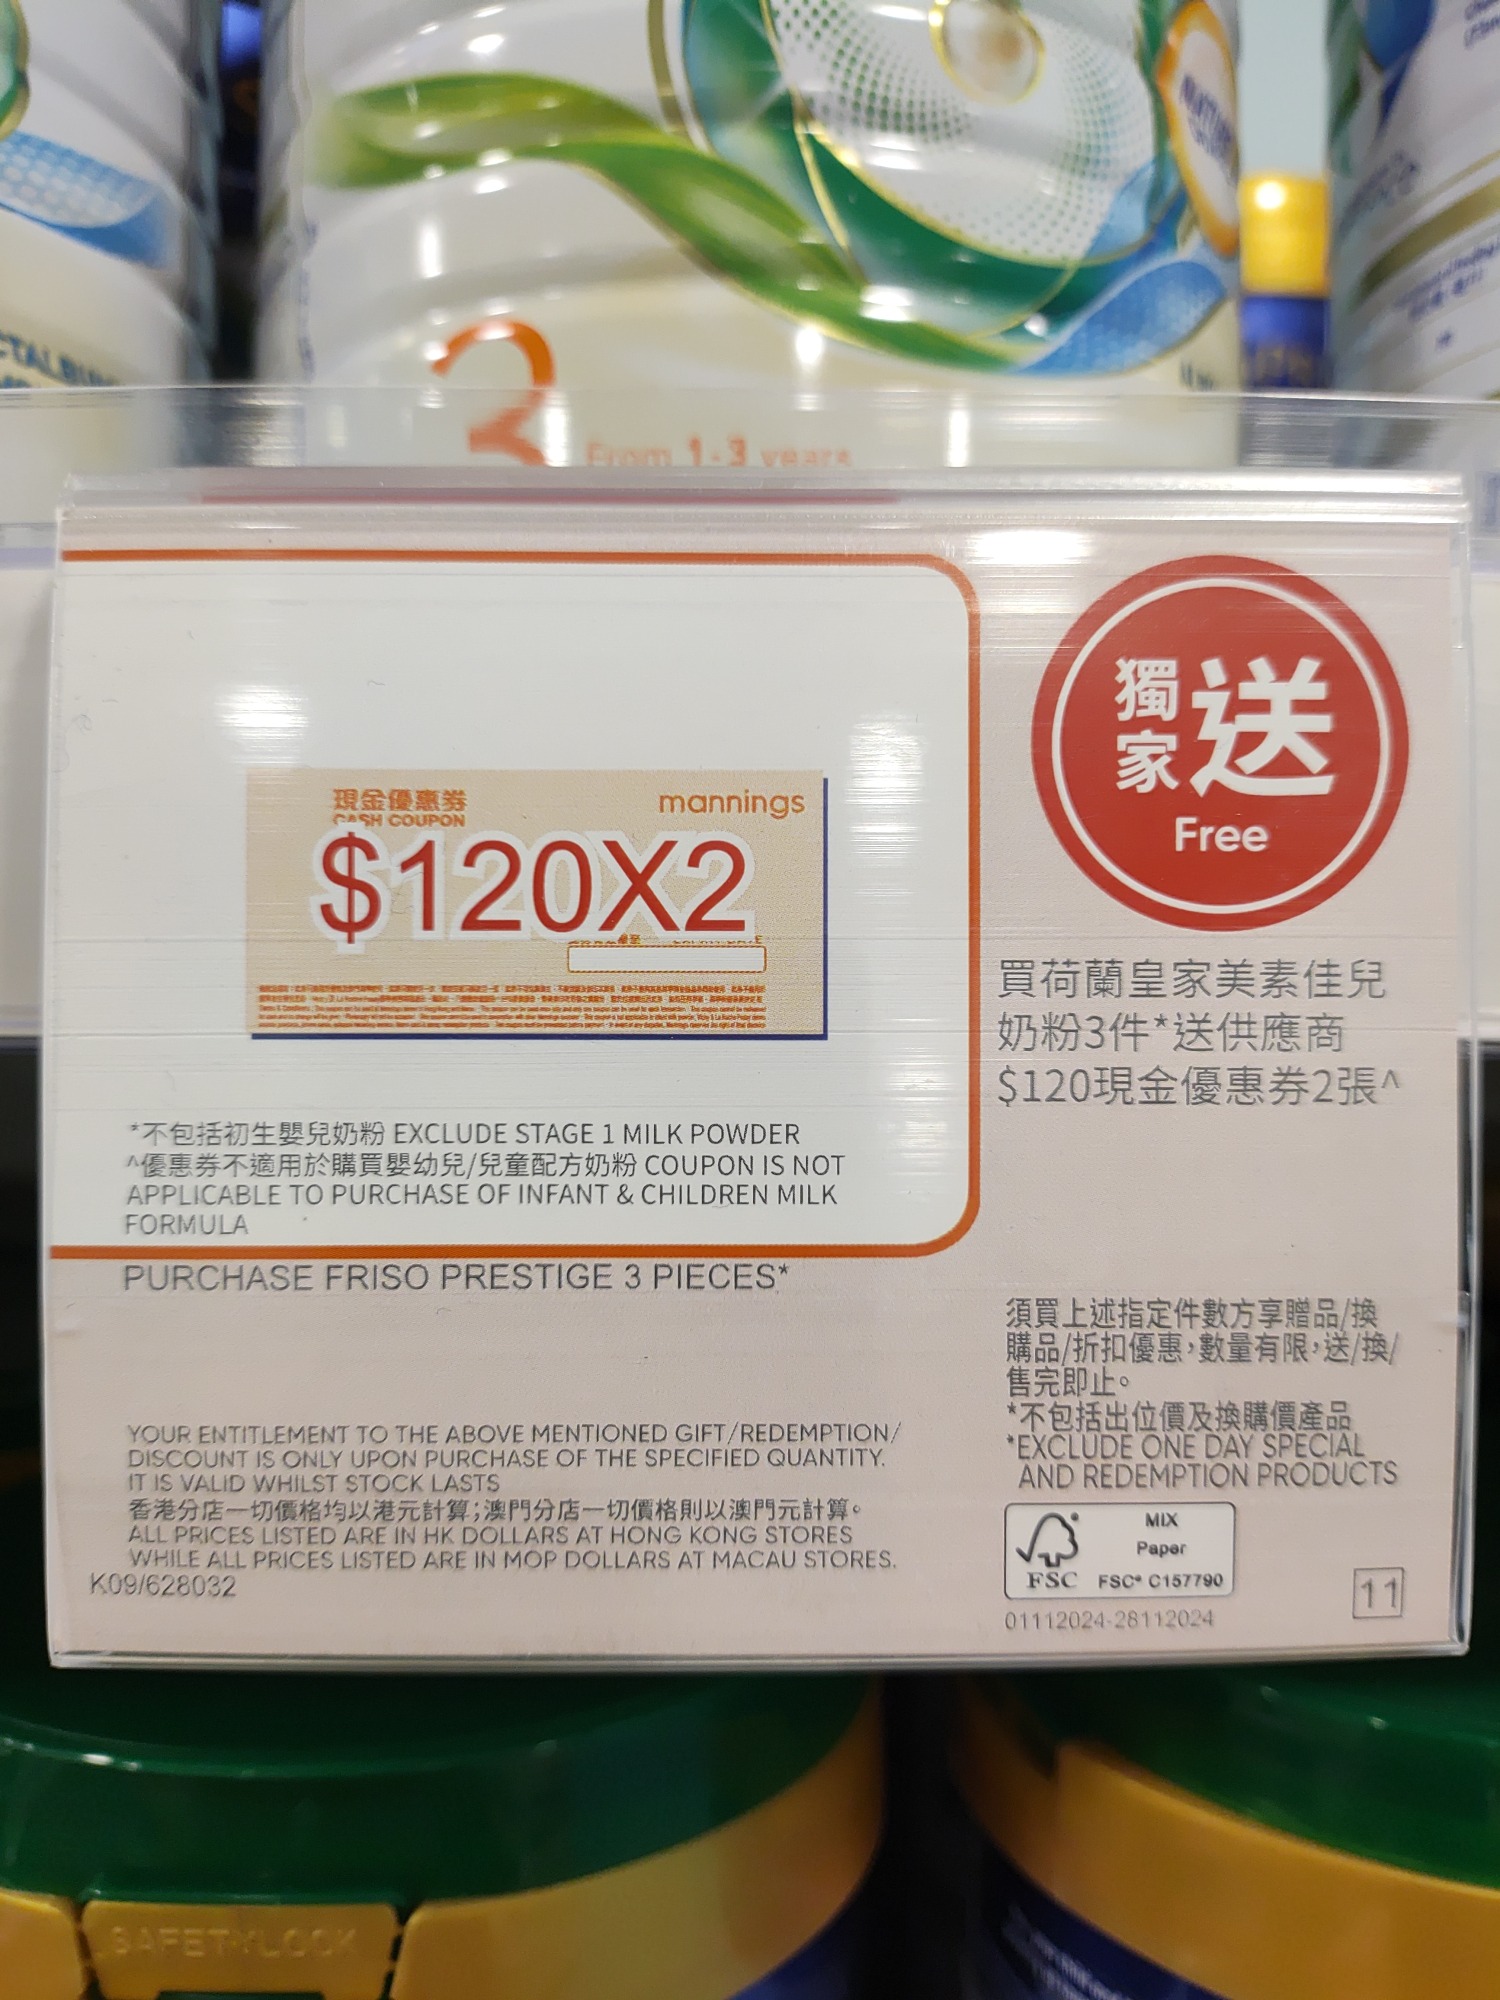 3
From 1-3 years
獨家
送
Free
現金優惠券
mannings
CASH COUPON
$120X2
買荷蘭皇家美素佳兒
奶粉3件*送供應商
$120現金優惠券2張^
*不包括初生嬰兒奶粉 EXCLUDE STAGE 1 MILK POWDER
^優惠券不適用於購買嬰幼兒/兒童配方奶粉 COUPON IS NOT
APPLICABLE TO PURCHASE OF INFANT & CHILDREN MILK
FORMULA
PURCHASE FRISO PRESTIGE 3 PIECES*
須買上述指定件數方享贈品/換
購品/折扣優惠,數量有限,送/換/
售完即止。
*不包括出位價及換購價產品
*EXCLUDE ONE DAY SPECIAL
AND REDEMPTION PRODUCTS
YOUR ENTITLEMENT TO THE ABOVE MENTIONED GIFT/REDEMPTION/
DISCOUNT IS ONLY UPON PURCHASE OF THE SPECIFIED QUANTITY.
IT IS VALID WHILST STOCK LASTS
香港分店一切價格均以港元計算;澳門分店一切價格則以澳門元計算。
ALL PRICES LISTED ARE IN HK DOLLARS AT HONG KONG STORES
WHILE ALL PRICES LISTED ARE IN MOP DOLLARS AT MACAU STORES.
K09/628032
MIX
Paper
FSC
FSC® C157790
11
01112024-28112024
SAFETY LOCK